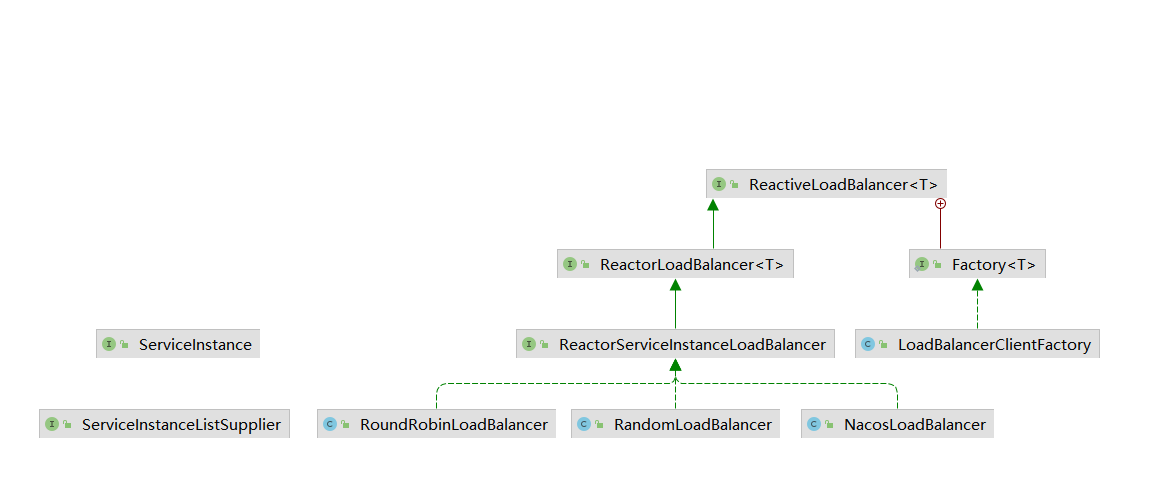 ReactiveLoadBalancer<T>
ReactorLoadBalancer<T>
Factory<T>
ServiceInstance
ReactorServiceInstanceLoadBalancer
LoadBalancerClientFactory
ServiceInstanceListSupplier
RoundRobinLoadBalancer
RandomLoadBalancer
NacosLoadBalancer